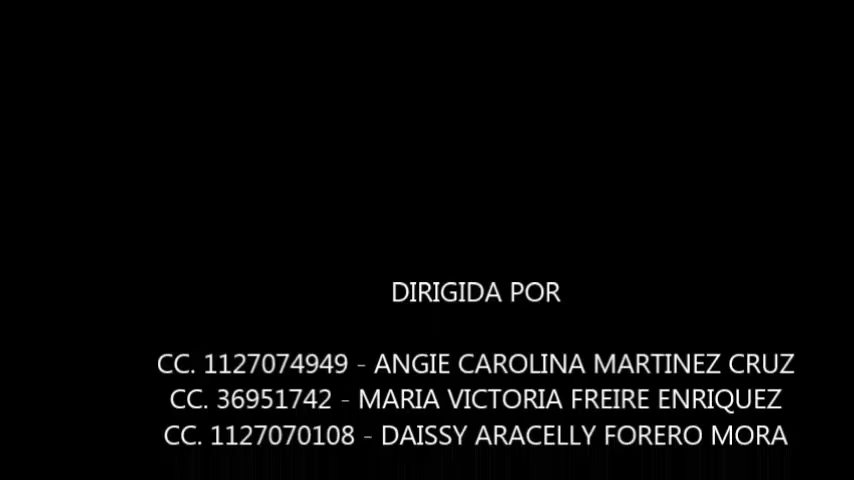 DIRIGIDA POR
CC. 1127074949 - ANGIE CAROLINA MARTINEZ CRUZ
CC. 36951742 - MARIA VICTORIA FREIRE ENRIQUEZ
CC. 1127070108 - DAISSY ARACELLY FORERO MORA